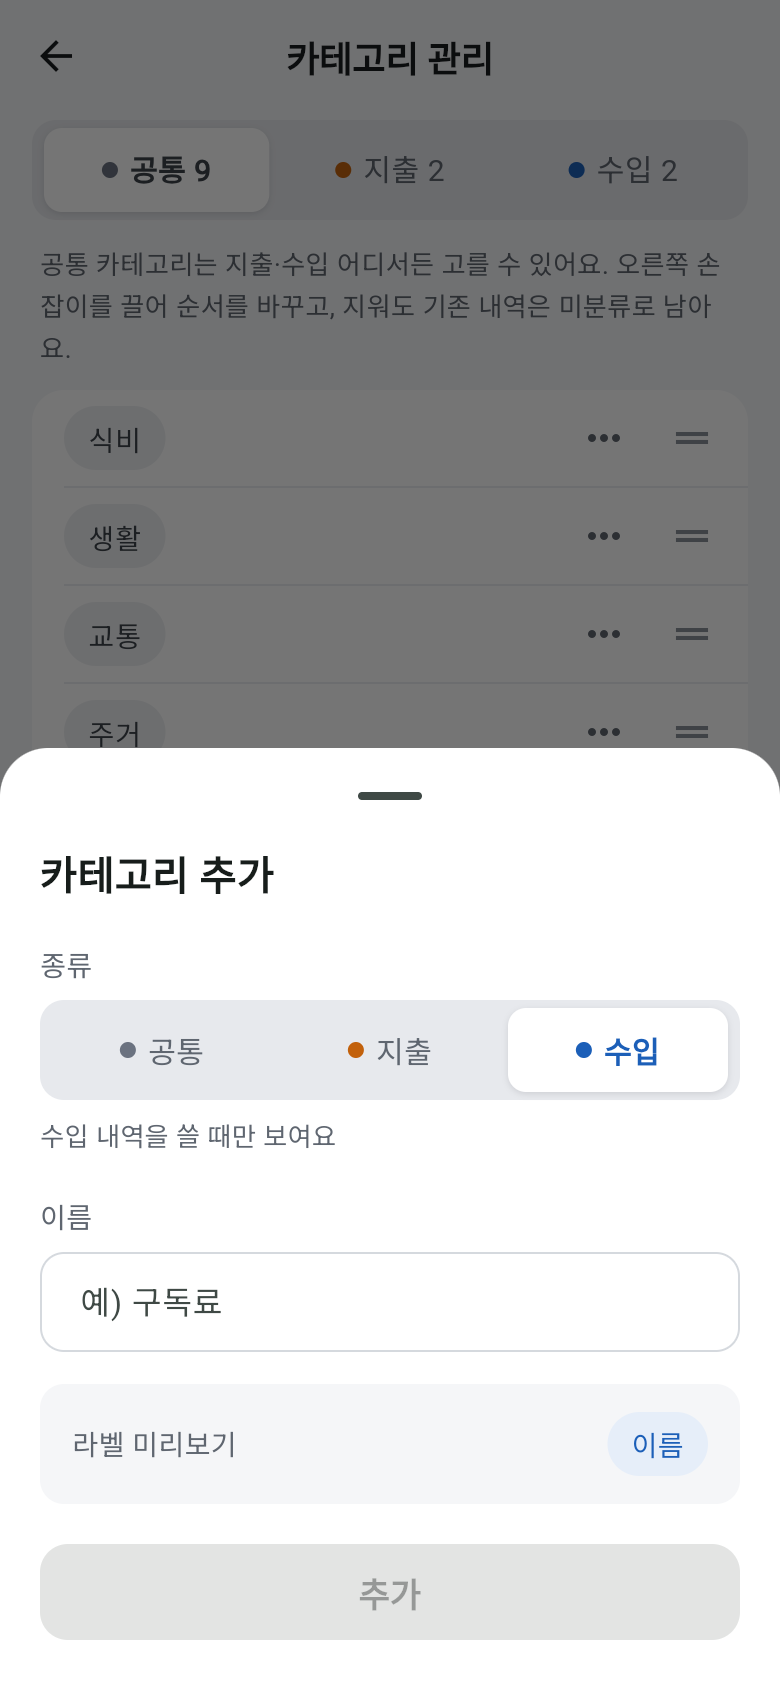 카테고리 관리
공통 9
지출 2
수입 2
공통 카테고리는 지출·수입 어디서든 고를 수 있어요. 오른쪽 손
잡이를 끌어 순서를 바꾸고, 지워도 기존 내역은 미분류로 남아
요.
식비
생활
교통
주거
카테고리 추가
종류
공통
지출
수입
수입 내역을 쓸 때만 보여요
이름
예) 구독료
라벨 미리보기
이름
추가